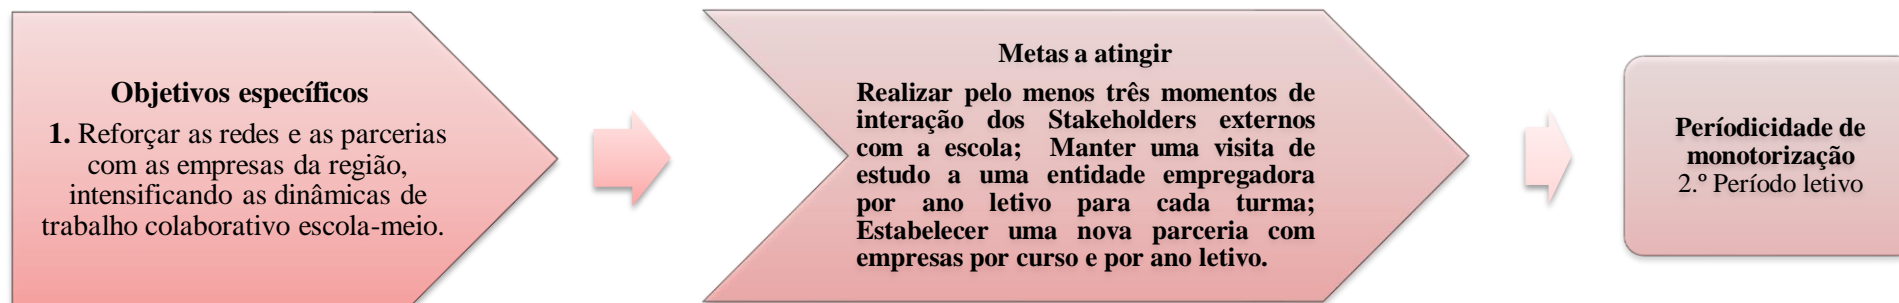 Objetivos específicos
1. Reforçar as redes e as parcerias
com as empresas da região,
intensificando as dinâmicas de
trabalho colaborativo escola-meio.
Metas a atingir
Realizar pelo menos três momentos de
interação dos Stakeholders externos
com a escola; Manter uma visita de
estudo a uma entidade empregadora
por ano letivo para cada turma;
Estabelecer uma nova parceria com
empresas por curso e por ano letivo.
Períodicidade de
monotorização
2.º Período letivo